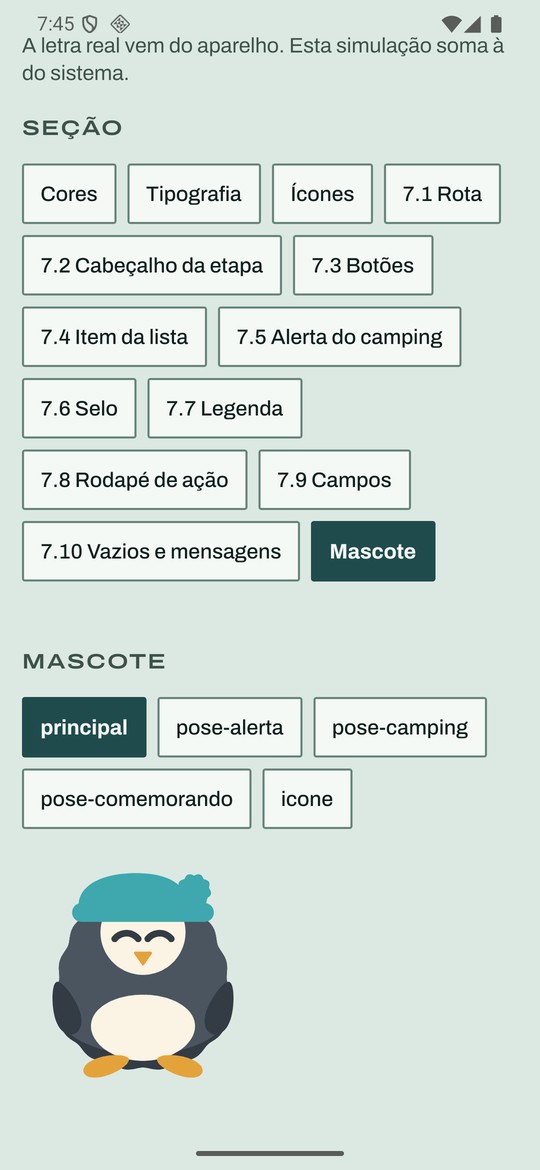 7:45
A letra real vem do aparelho. Esta simulação soma à
do sistema.
SEÇÃO
Cores Tipografia Ícones 7.1 Rota
7.2 Cabeçalho da etapa 7.3 Botões
7.4 Item da lista 7.5 Alerta do camping
7.6 Selo 7.7 Legenda
7.8 Rodapé de ação 7.9 Campos
7.10 Vazios e mensagens Mascote
MASCOTE
principal pose-alerta pose-camping
pose-comemorando icone